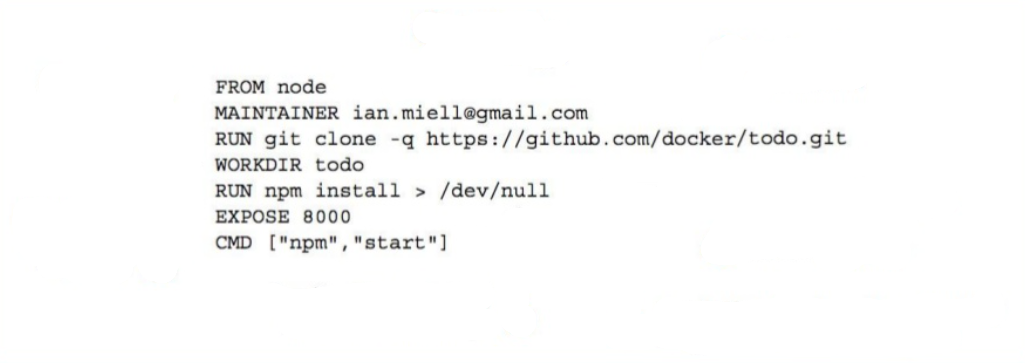 FROM node
MAINTAINER ian.miell@gmail.com
RUN git clone -q https://github.com/docker/todo.git
WORKDIR todo
RUN npm install > /dev/null
EXPOSE 8000
CMD ["npm","start"]